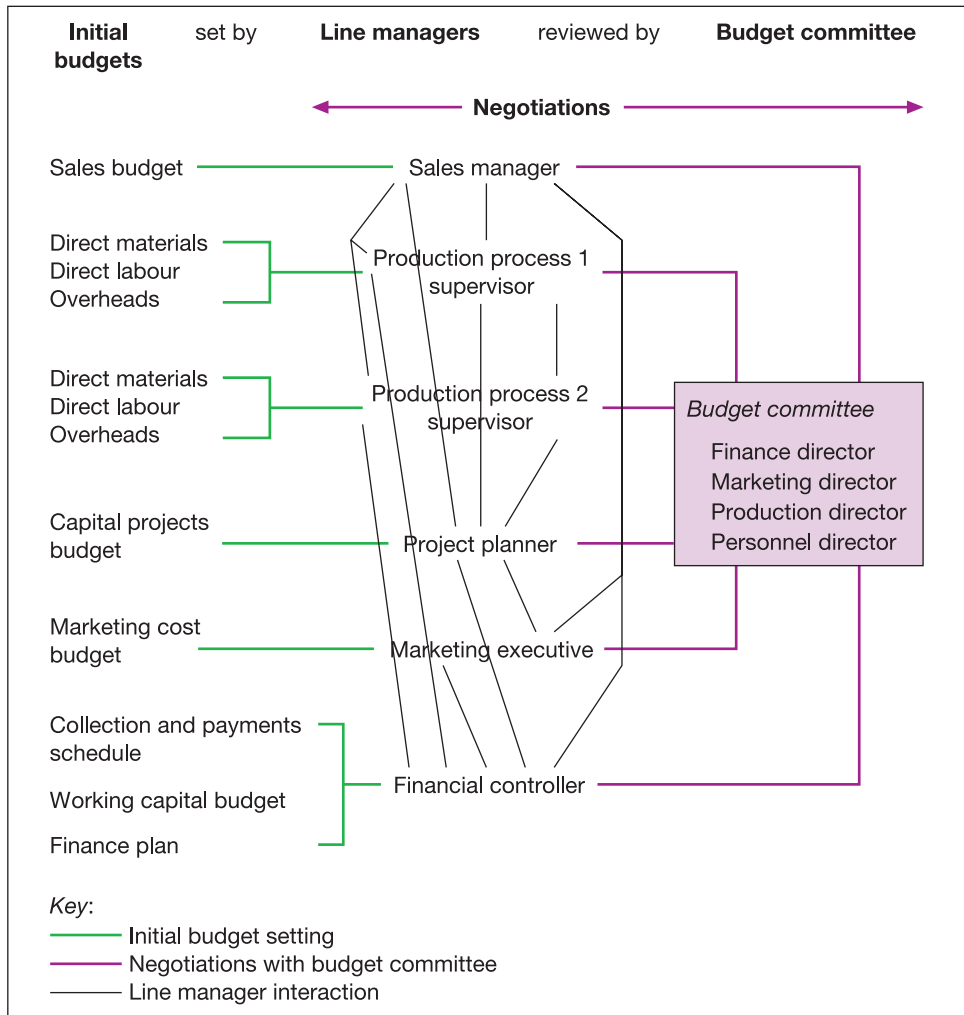 Initial budgets set by Line managers reviewed by Budget committee
Negotiations
Sales budget
Sales manager
Direct materials
Direct labour
Overheads
Production process 1
supervisor
Direct materials
Direct labour
Overheads
Production process 2
supervisor
Budget committee
Finance director
Marketing director
Production director
Personnel director
Capital projects
budget
Project planner
Marketing cost
budget
Marketing executive
Collection and payments
schedule
Working capital budget
Finance plan
Financial controller
Key:
Initial budget setting
Negotiations with budget committee
Line manager interaction